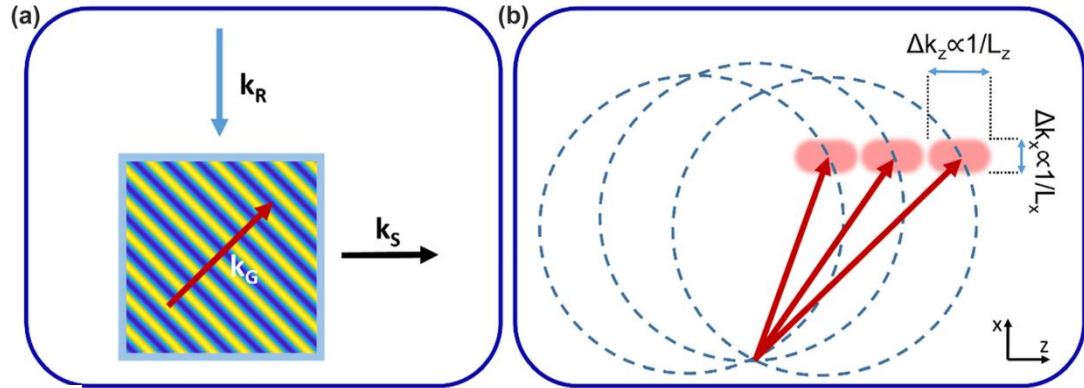 (a)
k_R
k_S
k_G
(b)
Δk_z∝1/L_z
Δk_x∝1/L_x
x
z